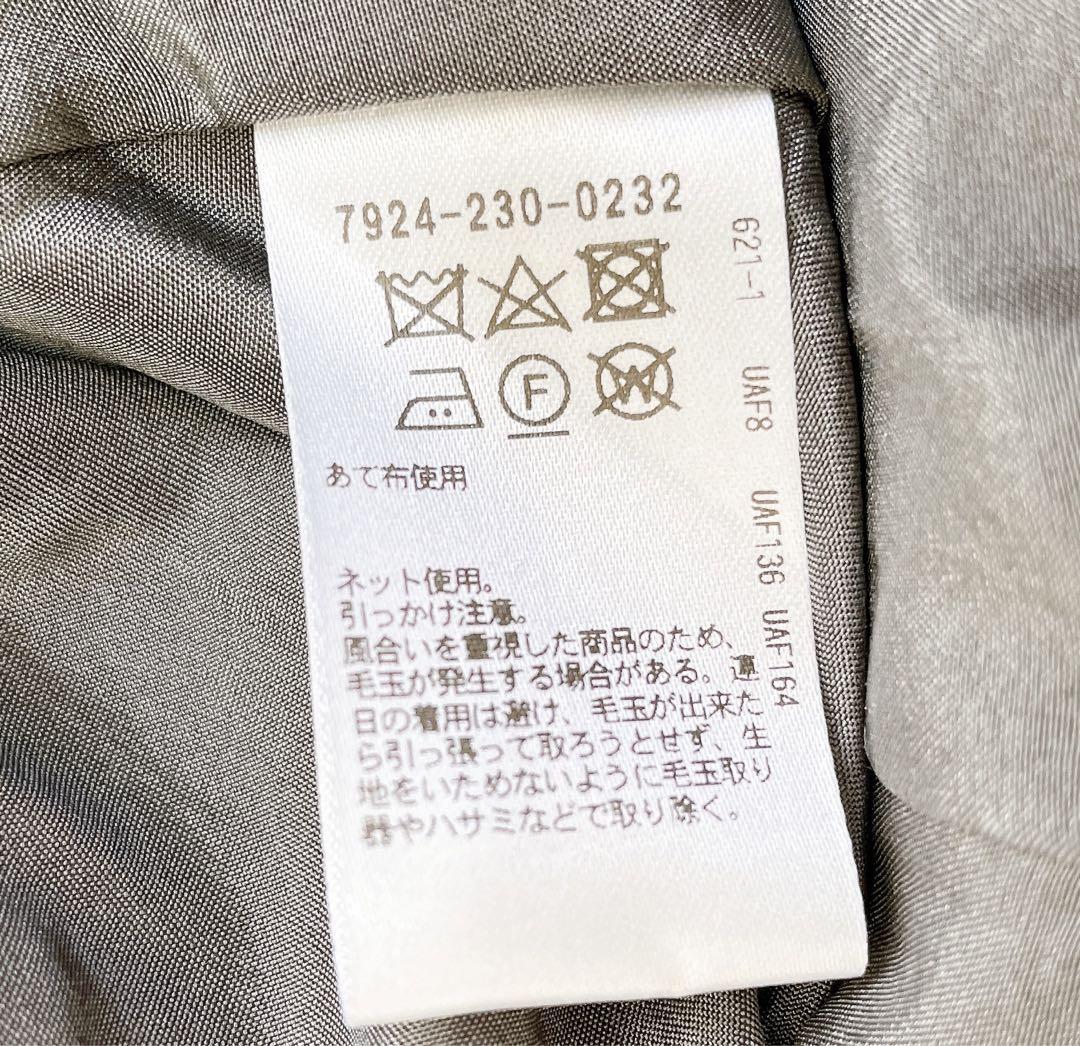 7924-230-0232
F
W
あて布使用
ネット使用。
引っかけ注意。
風合いを重視した商品のため、
毛玉が発生する場合がある。連
日の着用は避け、毛玉が出来た
ら引っ張って取ろうとせず、生
地をいためないように毛玉取り
器やハサミなどで取り除く。
621-1 UAF8 UAF136 UAF164